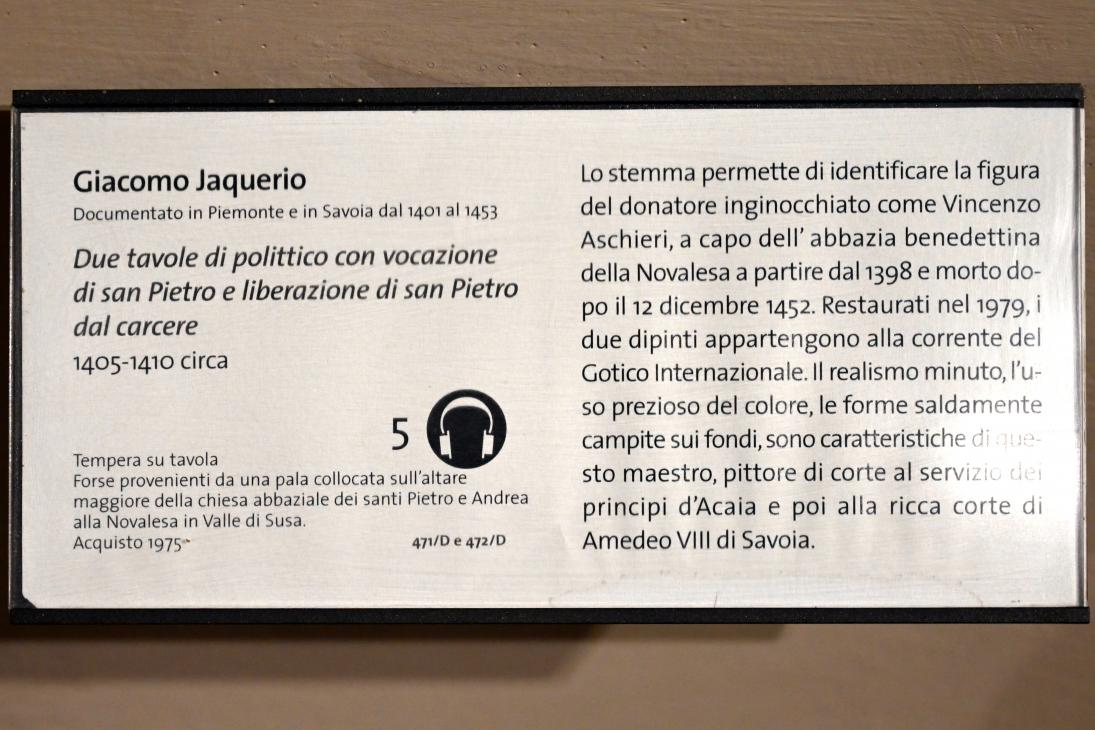 Giacomo Jaquerio
Documentato in Piemonte e in Savoia dal 1401 al 1453
Due tavole di polittico con vocazione
di san Pietro e liberazione di san Pietro
dal carcere
1405-1410 circa
5
Tempera su tavola
Forse provenienti da una pala collocata sull'altare
maggiore della chiesa abbaziale dei santi Pietro e Andrea
alla Novalesa in Valle di Susa.
Acquisto 1975
471/D e 472/D
Lo stemma permette di identificare la figura
del donatore inginocchiato come Vincenzo
Aschieri, a capo dell' abbazia benedettina
della Novalesa a partire dal 1398 e morto do-
po il 12 dicembre 1452. Restaurati nel 1979, i
due dipinti appartengono alla corrente del
Gotico Internazionale. Il realismo minuto, l'u-
so prezioso del colore, le forme saldamente
campite sui fondi, sono caratteristiche di que-
sto maestro, pittore di corte al servizio dei
principi d'Acaia e poi alla ricca corte di
Amedeo VIII di Savoia.